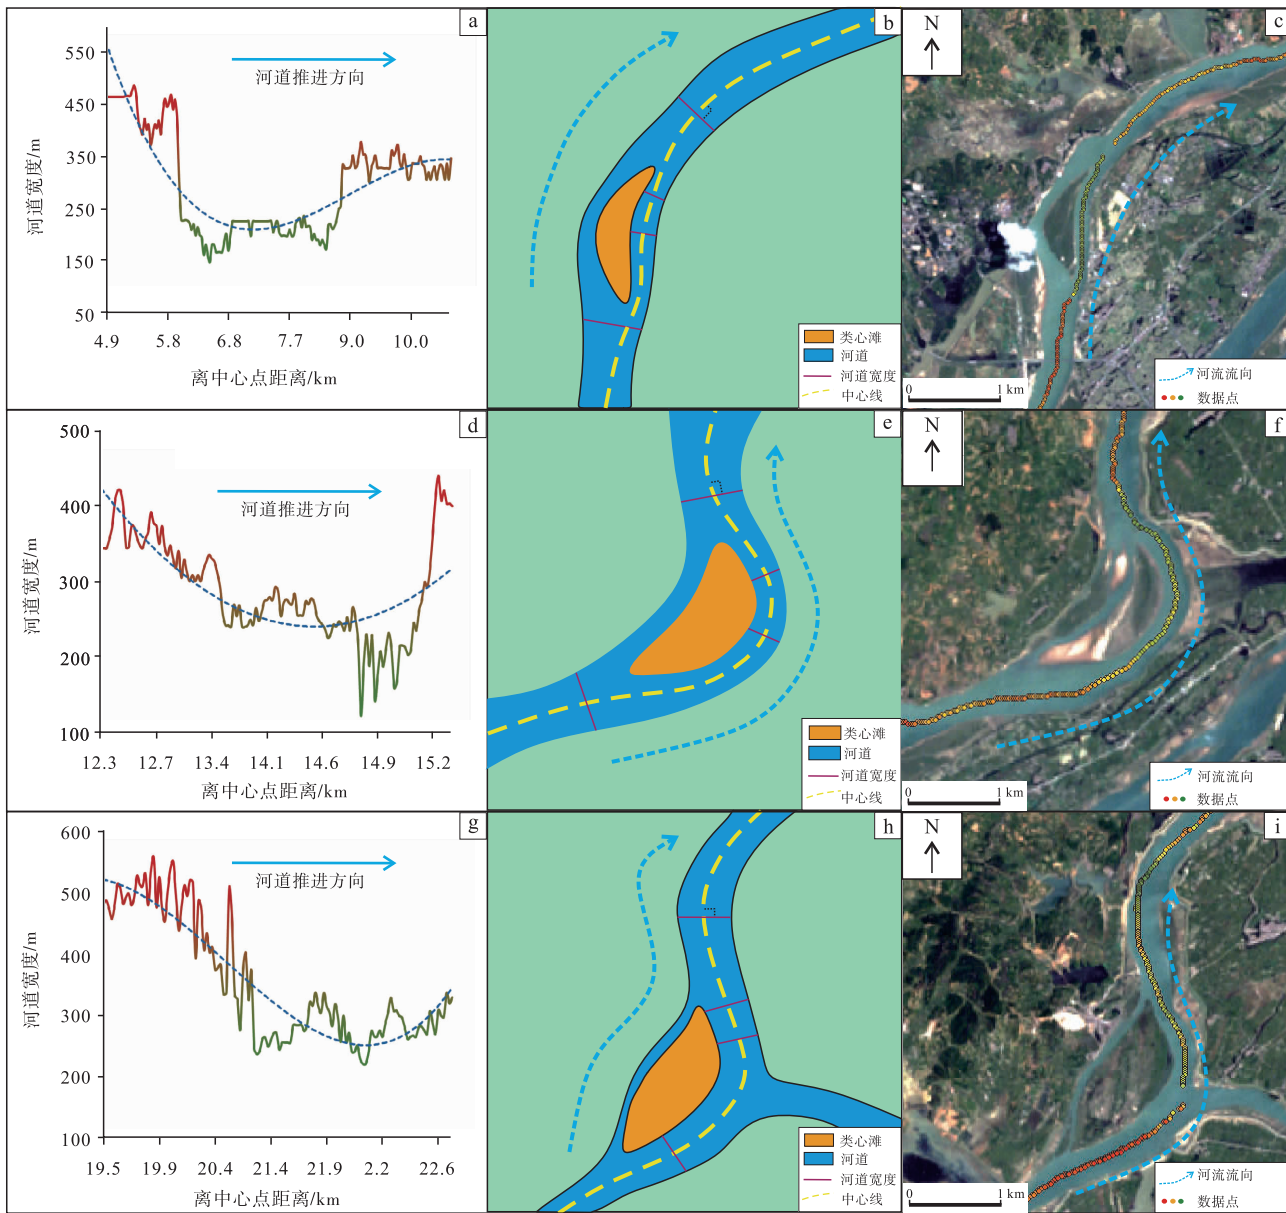 a
550
450
350
250
150
50
河道宽度/m
河道推进方向
4.9 5.8 6.8 7.7 9.0 10.0
离中心点距离/km
b
类心滩
河道
河道宽度
中心线
c
N
0 1 km
河流流向
数据点
d
500
400
300
200
100
河道宽度/m
河道推进方向
12.3 12.7 13.4 14.1 14.6 14.9 15.2
离中心点距离/km
e
类心滩
河道
河道宽度
中心线
f
N
0 1 km
河流流向
数据点
g
600
500
400
300
200
100
河道宽度/m
河道推进方向
19.5 19.9 20.4 21.4 21.9 2.2 22.6
离中心点距离/km
h
类心滩
河道
河道宽度
中心线
i
N
0 1 km
河流流向
数据点